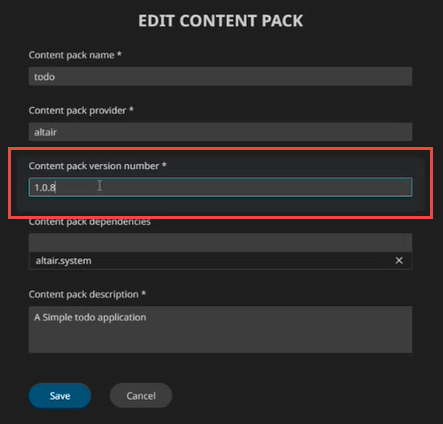 EDIT CONTENT PACK
Content pack name *
todo
Content pack provider *
altair
Content pack version number *
1.0.8
Content pack dependencies
altair.system
Content pack description *
A Simple todo application
Save Cancel